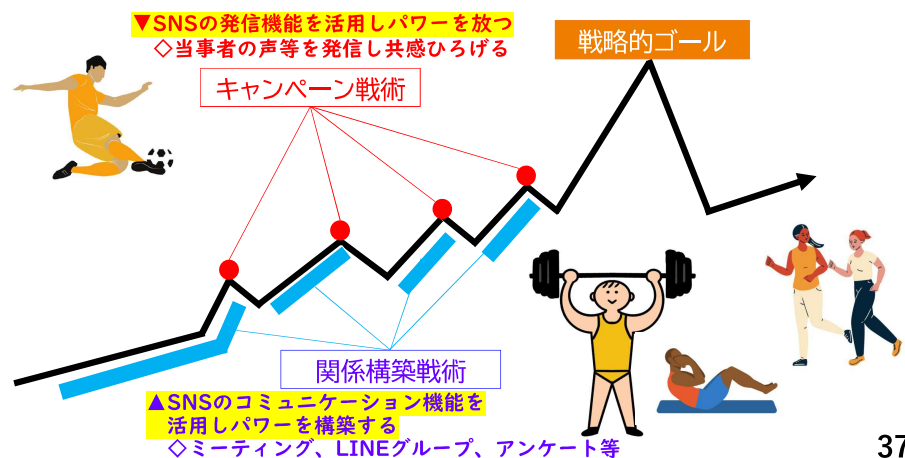 ▼SNSの発信機能を活用しパワーを放つ
◇当事者の声等を発信し共感ひろげる
戦略的ゴール
キャンペーン戦術
関係構築戦術
▲SNSのコミュニケーション機能を
活用しパワーを構築する
◇ミーティング、LINEグループ、アンケート等
37